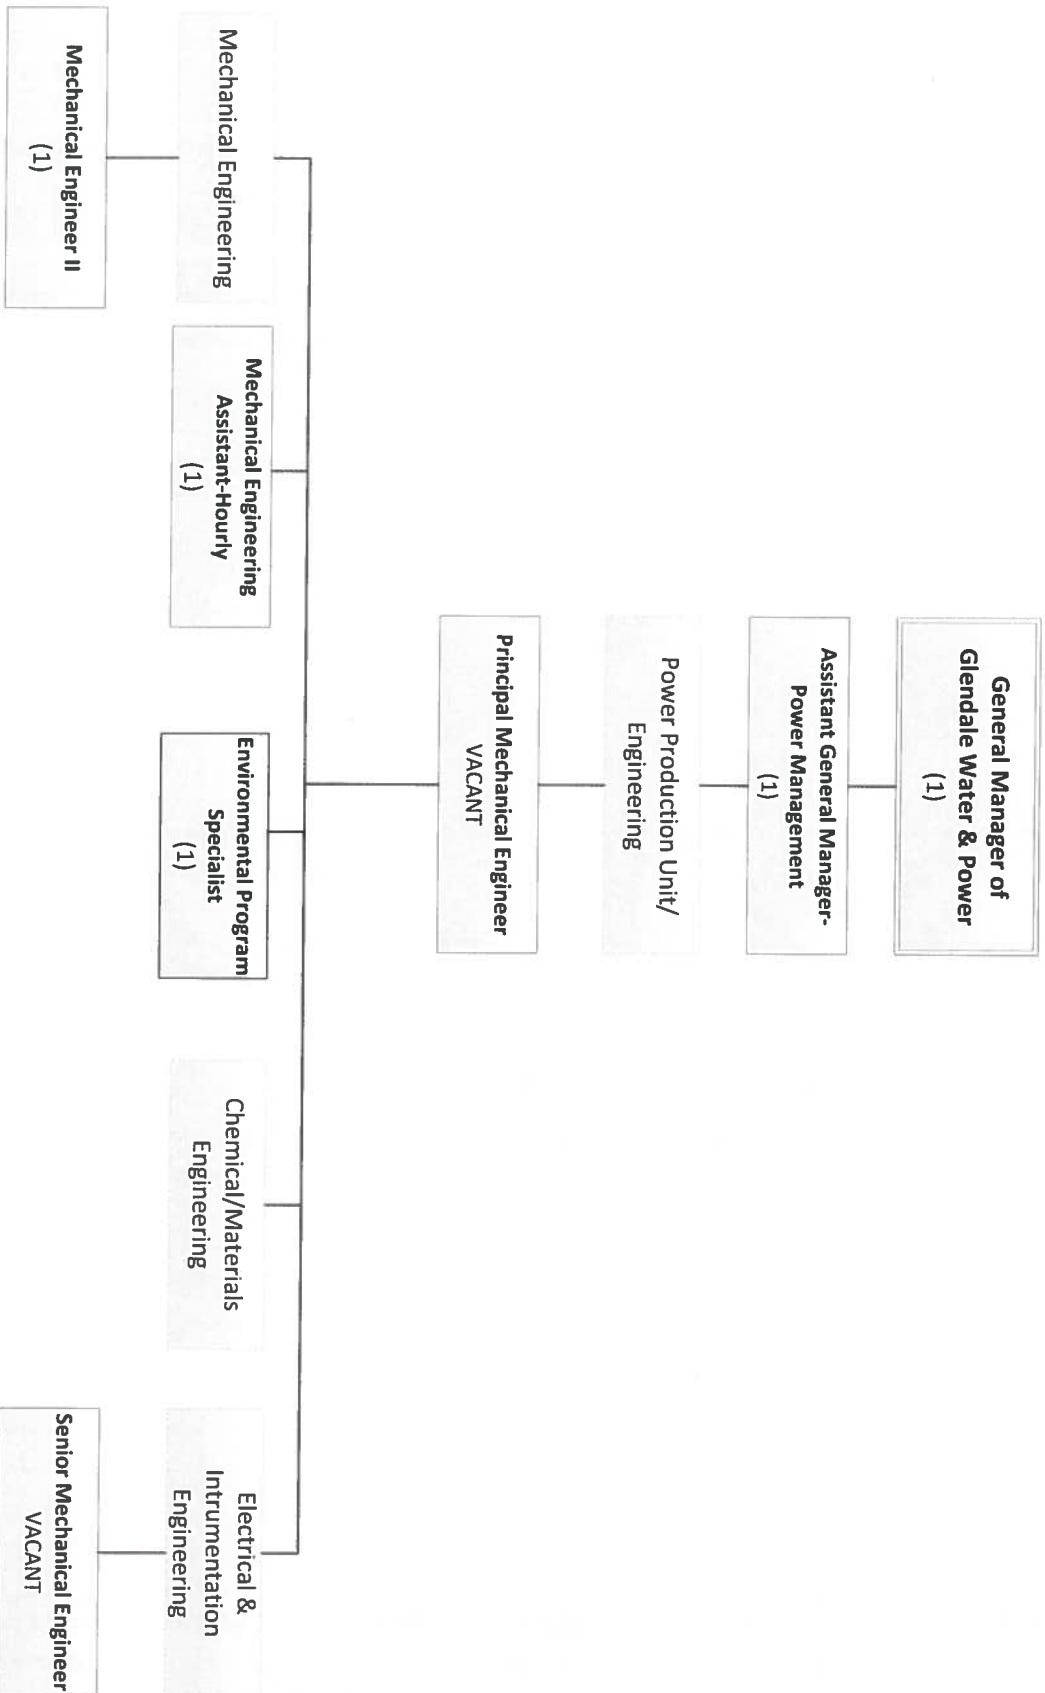 General Manager of
Glendale Water & Power
(1)
Assistant General Manager-
Power Management
(1)
Power Production Unit/
Engineering
Principal Mechanical Engineer
VACANT
Mechanical Engineering
Mechanical Engineering
Assistant-Hourly
(1)
Environmental Program
Specialist
(1)
Chemical/Materials
Engineering
Electrical &
Intrumentation
Engineering
Mechanical Engineer II
(1)
Senior Mechanical Engineer
VACANT